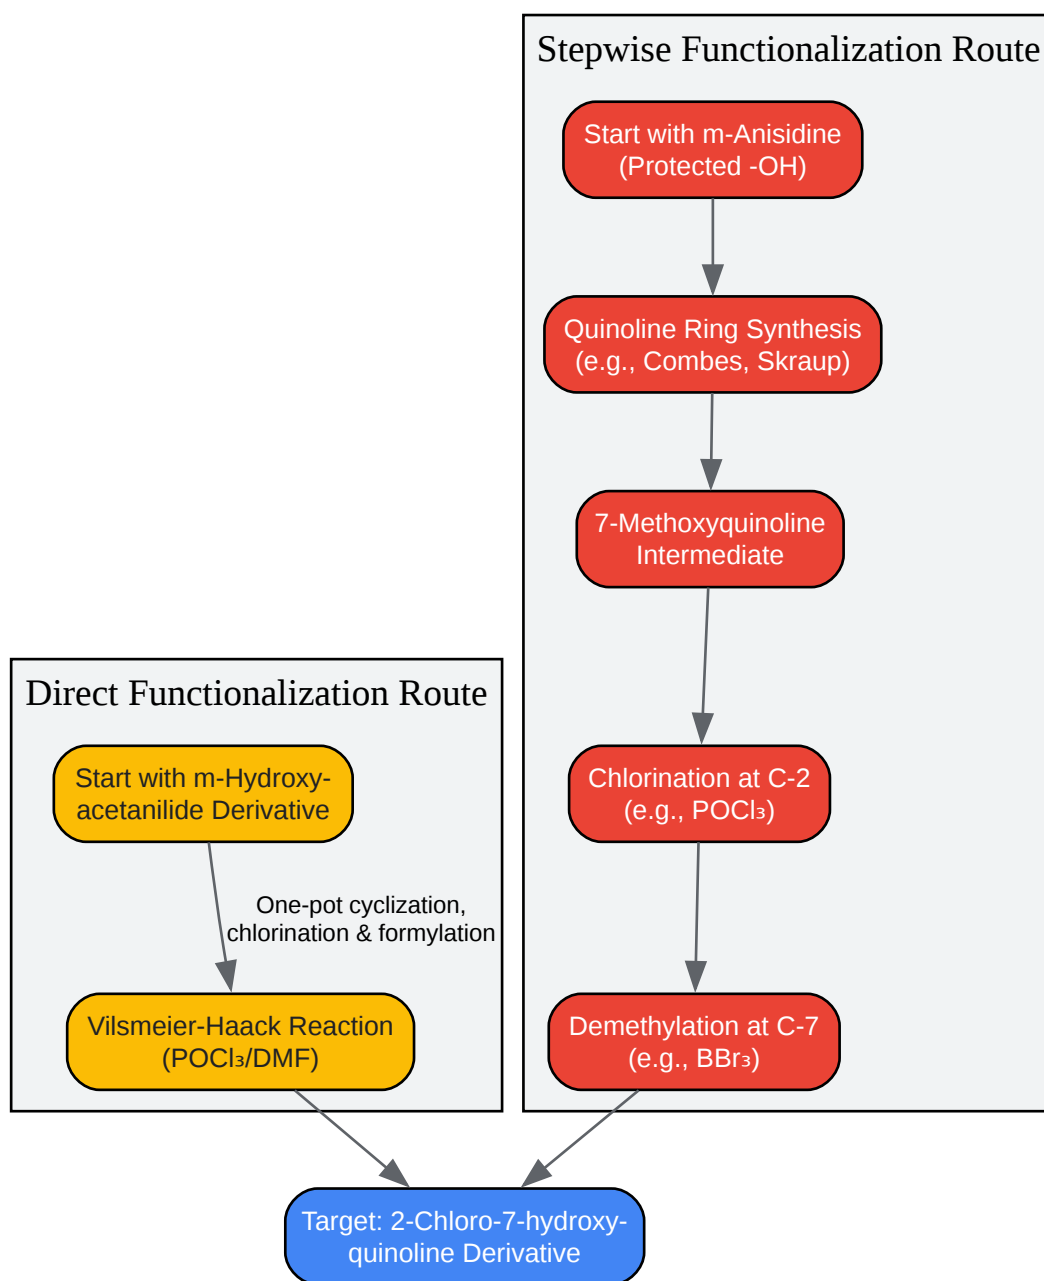 Stepwise Functionalization Route
Start with m-Anisidine
(Protected -OH)
Quinoline Ring Synthesis
(e.g., Combes, Skraup)
7-Methoxyquinoline
Intermediate
Chlorination at C-2
(e.g., POCl₃)
Demethylation at C-7
(e.g., BBr₃)
Direct Functionalization Route
Start with m-Hydroxy-
acetanilide Derivative
One-pot cyclization,
chlorination & formylation
Vilsmeier-Haack Reaction
(POCl₃/DMF)
Target: 2-Chloro-7-hydroxy-
quinoline Derivative